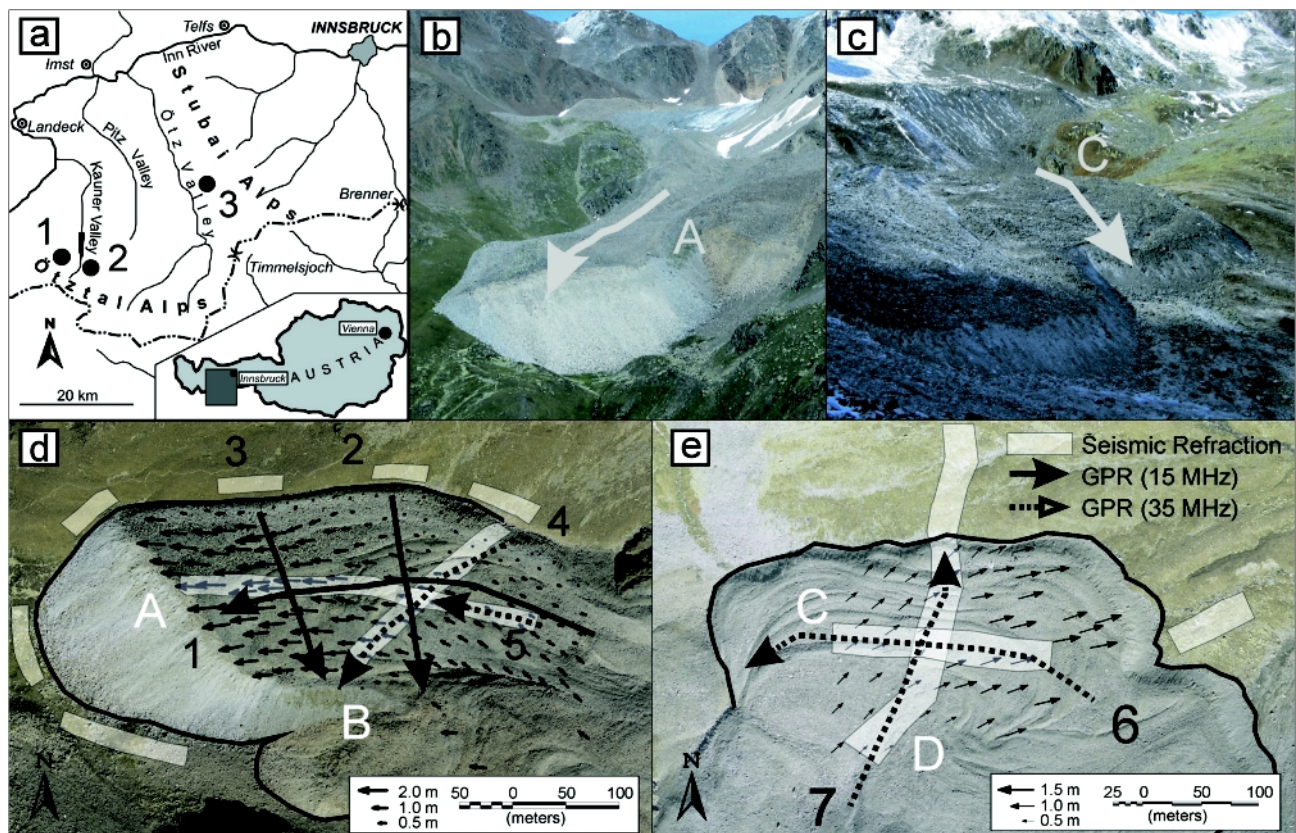 a
Telfs
INNSBRUCK
Imst
Inn River
Stubai Alps
Ötz Valley
Landeck
Pitz Valley
Kauner Valley
3
Brenner
1
2
Ötztal Alps
Timmelsjoch
N
Vienna
AUSTRIA
Innsbruck
20 km
b
A
c
C
d
3
2
4
A
1
5
B
N
2.0 m
1.0 m
0.5 m
50 0 50 100
(meters)
e
Seismic Refraction
GPR (15 MHz)
GPR (35 MHz)
C
D
6
7
N
1.5 m
1.0 m
0.5 m
25 0 50 100
(meters)